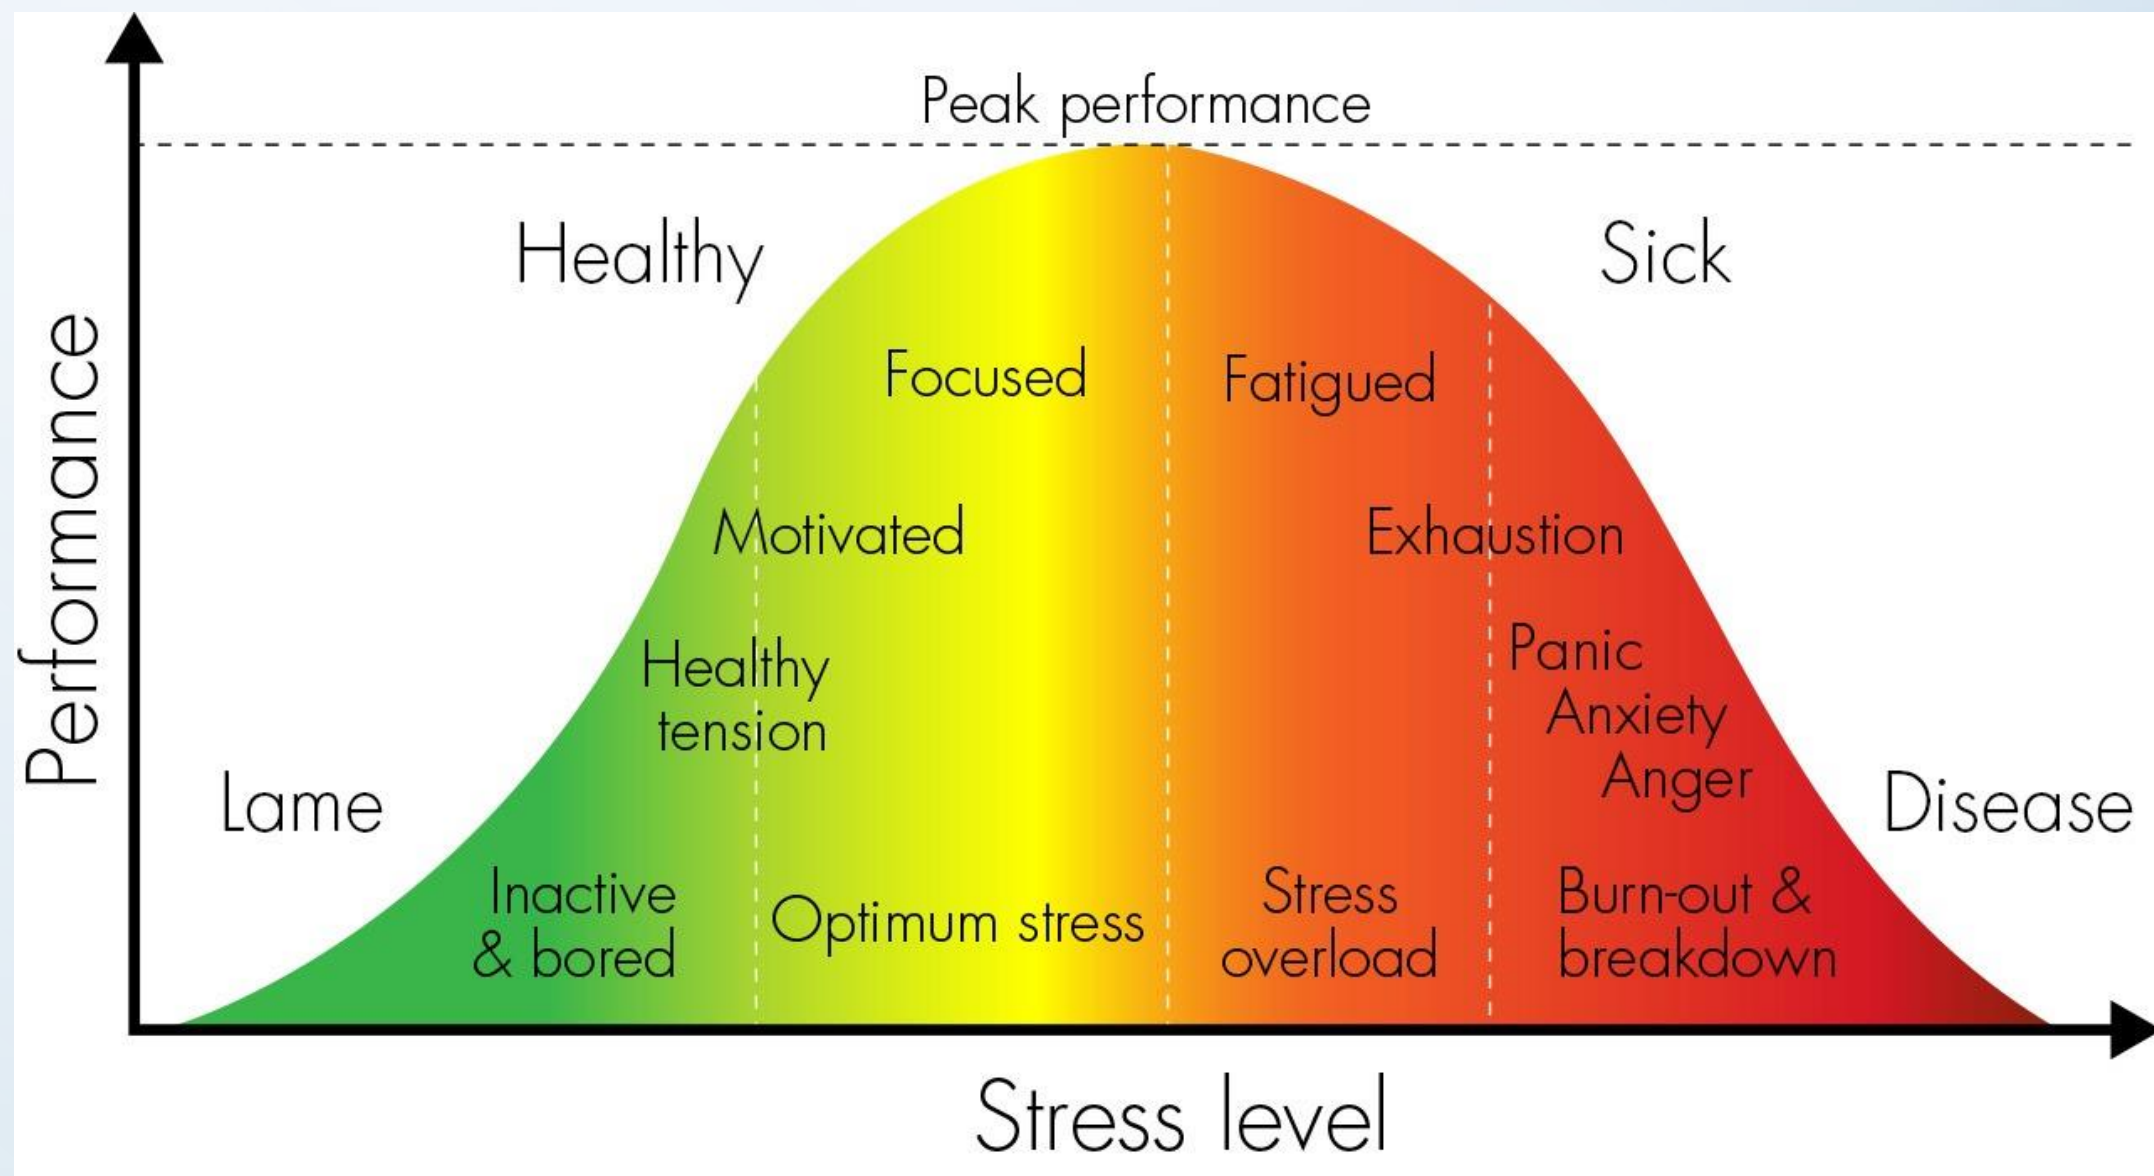 Peak performance
Healthy
Sick
Performance
Focused
Fatigued
Motivated
Exhaustion
Healthy
tension
Panic
Anxiety
Anger
Lame
Disease
Inactive
& bored
Optimum stress
Stress
overload
Burn-out &
breakdown
Stress level